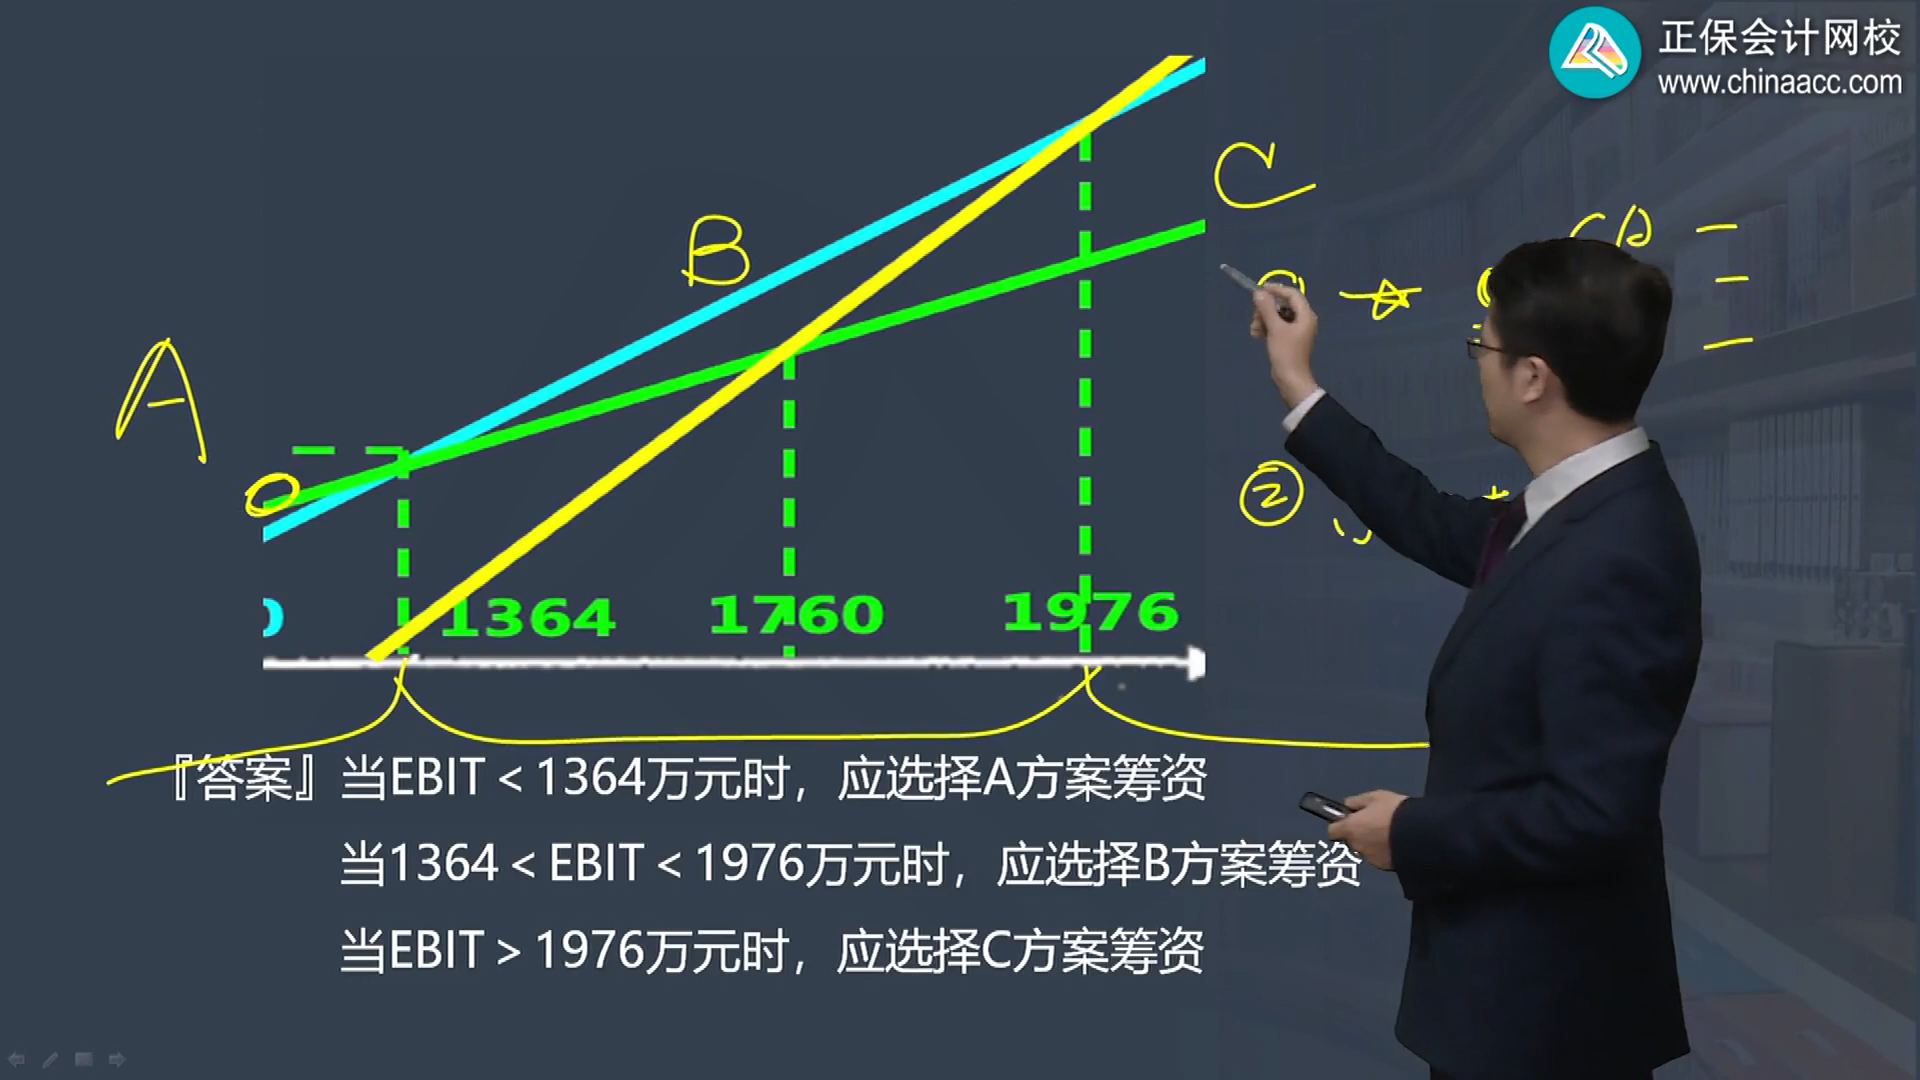 正保会计网校
www.chinaacc.com
C
B
A
②
1364
1760
1976
『答案』当EBIT＜1364万元时，应选择A方案筹资
当1364＜EBIT＜1976万元时，应选择B方案筹资
当EBIT＞1976万元时，应选择C方案筹资